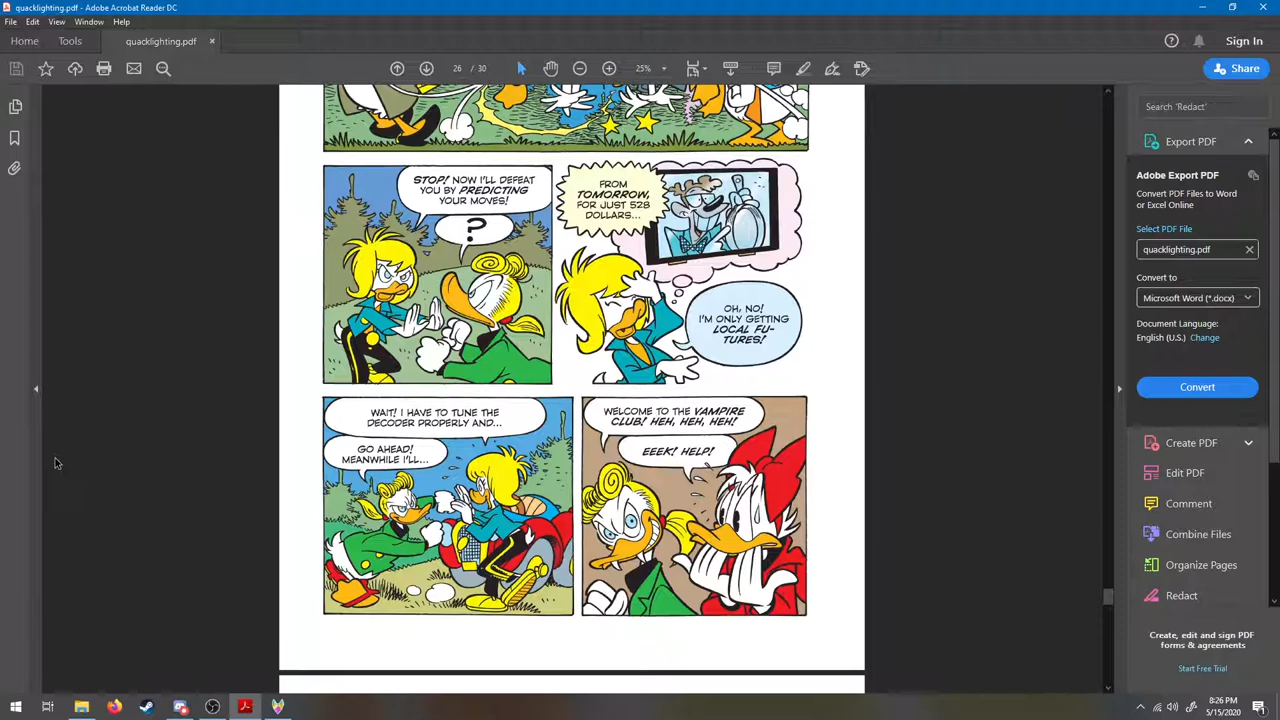 quacklighting.pdf - Adobe Acrobat Reader DC
File Edit View Window Help
Home Tools quacklighting.pdf × Sign In
26 / 30 25% Share
Search 'Redact'
Export PDF
Adobe Export PDF
Convert PDF Files to Word
or Excel Online
Select PDF File
quacklighting.pdf
Convert to
Microsoft Word (*.docx)
Document Language:
English (U.S.) Change
Convert
Create PDF
Edit PDF
Comment
Combine Files
Organize Pages
Redact
Create, edit and sign PDF
forms & agreements
Start Free Trial
STOP! NOW I'LL DEFEAT
YOU BY PREDICTING
YOUR MOVES!
?
FROM
TOMORROW,
FOR JUST 528
DOLLARS...
OH, NO!
I'M ONLY GETTING
LOCAL FU-
TURES!
WAIT! I HAVE TO TUNE THE
DECODER PROPERLY AND...
GO AHEAD!
MEANWHILE I'LL...
WELCOME TO THE VAMPIRE
CLUB! HEH, HEH, HEH!
EEEK! HELP!
8:26 PM
5/15/2020